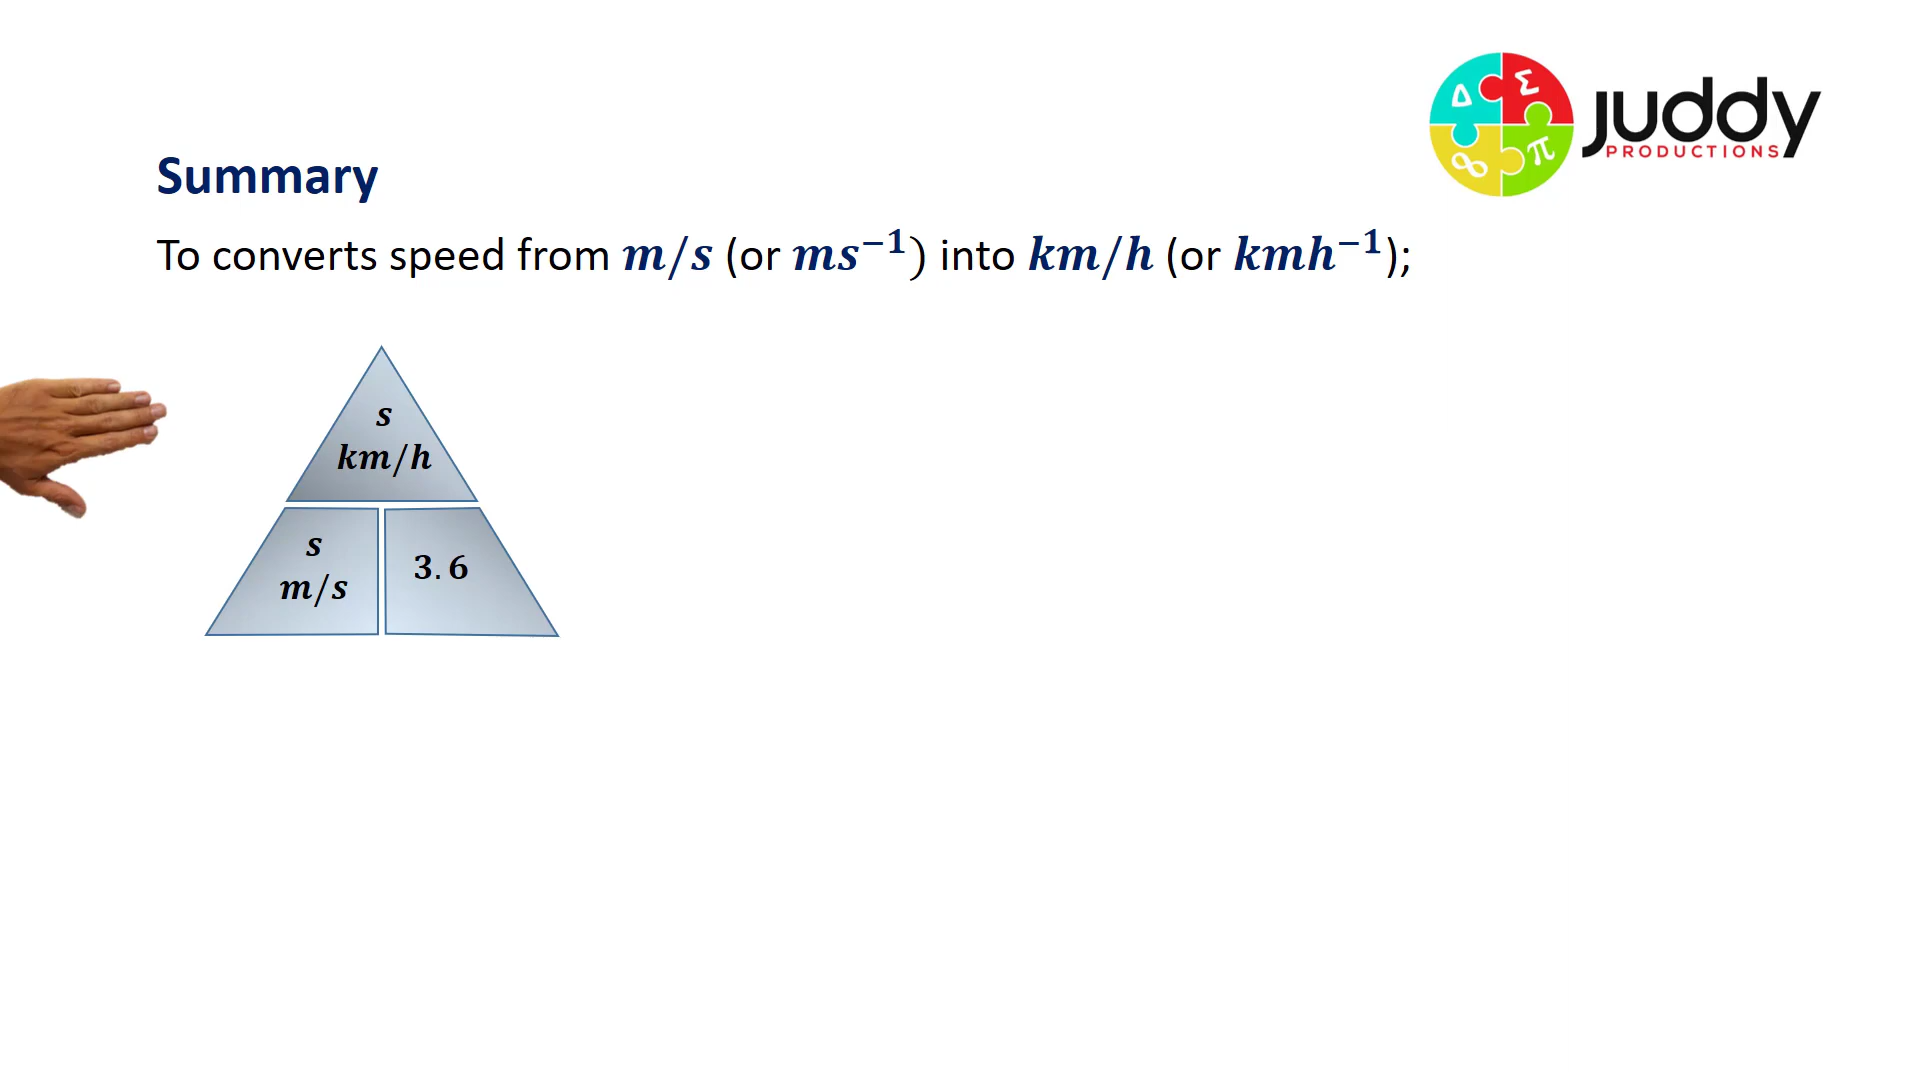 juddy
PRODUCTIONS
Δ Σ
∞ π
Summary
To converts speed from m/s (or ms⁻¹) into km/h (or kmh⁻¹);
s
km/h
s
m/s
3.6